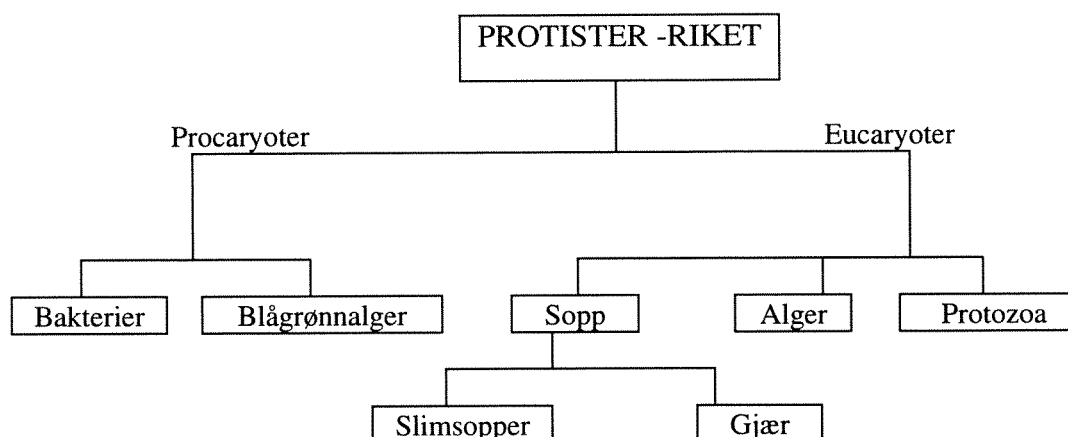 PROTISTER -RIKET
Procaryoter
Eucaryoter
Bakterier
Blågrønnalger
Sopp
Alger
Protozoa
Slimsopper
Gjær